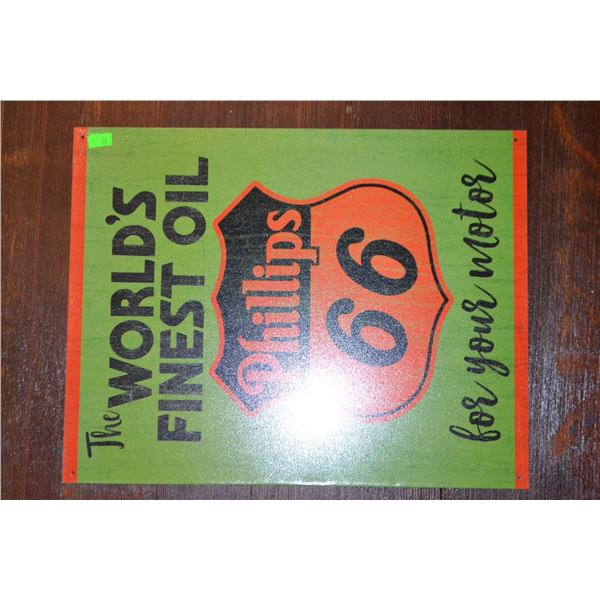 The WORLD'S
FINEST OIL
Phillips
66
for your motor